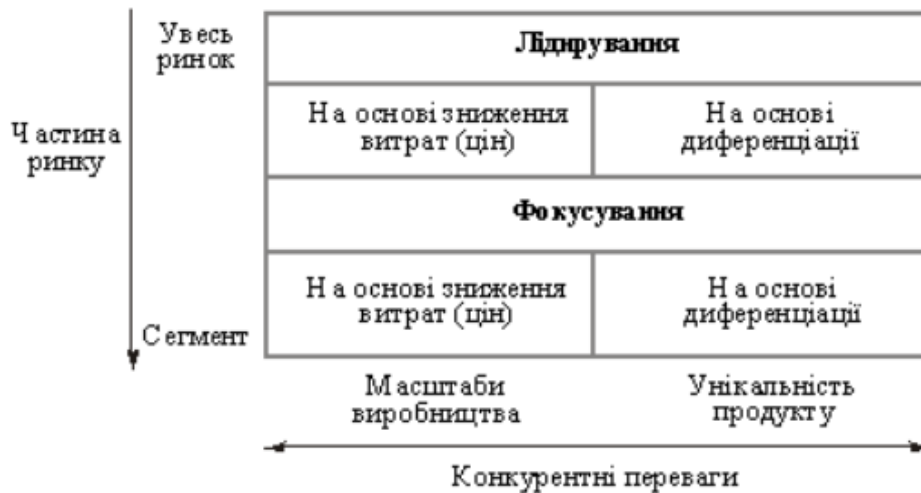 Увесь
ринок
Лідирування
На основі зниження
витрат (цін)
На основі
диференціації
Частина
ринку
Фокусування
На основі зниження
витрат (цін)
На основі
диференціації
Сегмент
Масштаби
виробництва
Унікальність
продукту
Конкурентні переваги